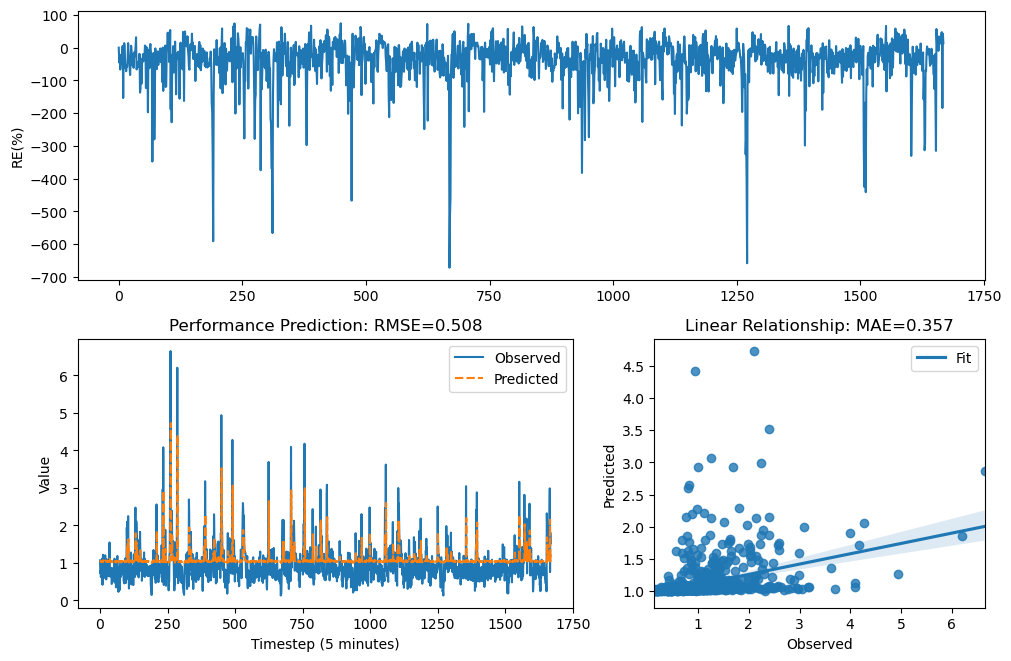 100
0
−100
−200
−300
−400
−500
−600
−700
RE(%)
0 250 500 750 1000 1250 1500 1750
Performance Prediction: RMSE=0.508
Observed
Predicted
6
5
4
3
2
1
0
Value
0 250 500 750 1000 1250 1500 1750
Timestep (5 minutes)
Linear Relationship: MAE=0.357
Fit
4.5
4.0
3.5
3.0
2.5
2.0
1.5
1.0
Predicted
1 2 3 4 5 6
Observed